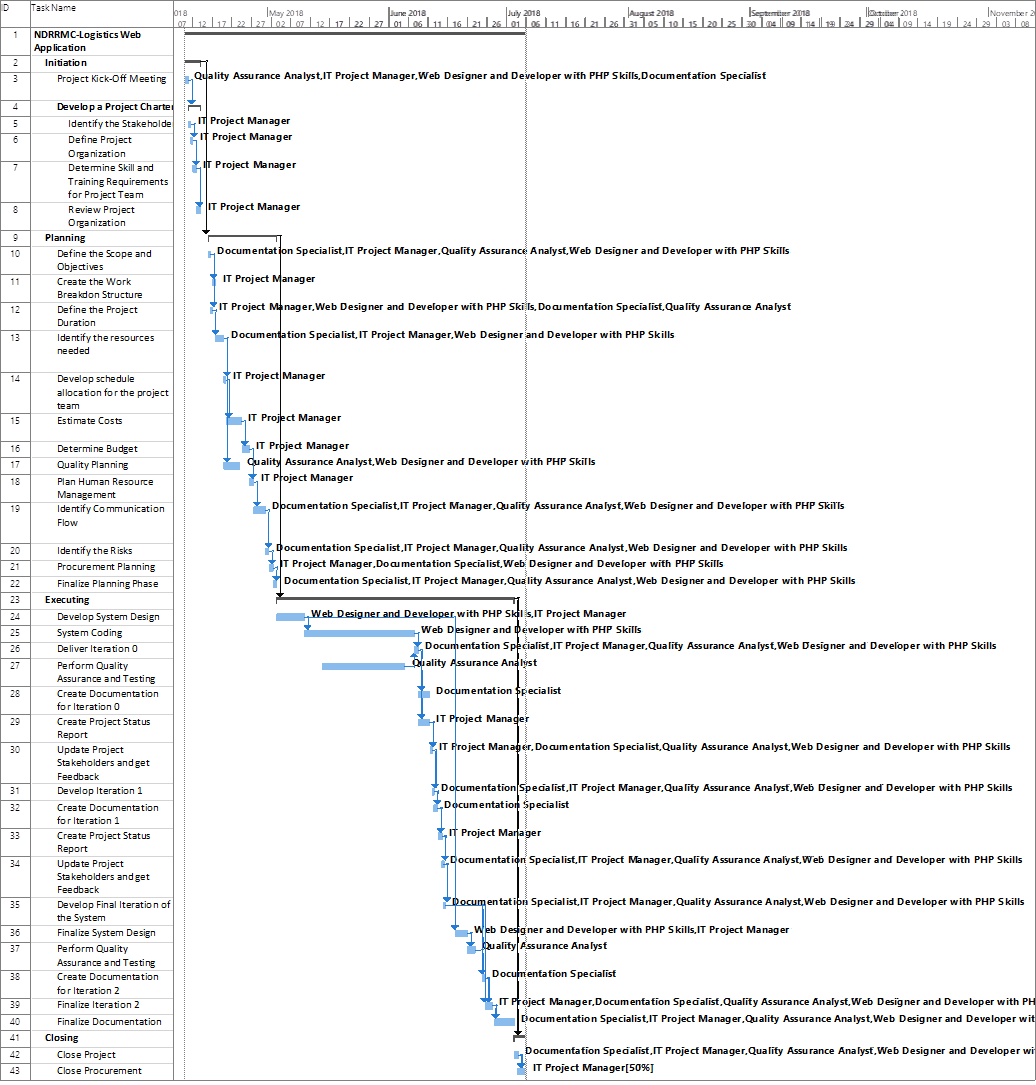 ID Task Name 018 May 2018 June 2018 July 2018 August 2018 September 2018 October 2018 November 2018
07 12 17 22 27 02 07 12 17 22 27 01 06 11 16 21 26 01 06 11 16 21 26 31 05 10 15 20 25 30 04 09 14 19 24 29 04 09 14 19 24 29 03 08
1 NDRRMC-Logistics Web
Application
2 Initiation
3 Project Kick-Off Meeting Quality Assurance Analyst,IT Project Manager,Web Designer and Developer with PHP Skills,Documentation Specialist
4 Develop a Project Charter
5 Identify the Stakeholde IT Project Manager
6 Define Project IT Project Manager
Organization
7 Determine Skill and IT Project Manager
Training Requirements
for Project Team
8 Review Project IT Project Manager
Organization
9 Planning
10 Define the Scope and Documentation Specialist,IT Project Manager,Quality Assurance Analyst,Web Designer and Developer with PHP Skills
Objectives
11 Create the Work IT Project Manager
Breakdon Structure
12 Define the Project IT Project Manager,Web Designer and Developer with PHP Skills,Documentation Specialist,Quality Assurance Analyst
Duration
13 Identify the resources Documentation Specialist,IT Project Manager,Web Designer and Developer with PHP Skills
needed
14 Develop schedule IT Project Manager
allocation for the project
team
15 Estimate Costs IT Project Manager
16 Determine Budget IT Project Manager
17 Quality Planning Quality Assurance Analyst,Web Designer and Developer with PHP Skills
18 Plan Human Resource IT Project Manager
Management
19 Identify Communication Documentation Specialist,IT Project Manager,Quality Assurance Analyst,Web Designer and Developer with PHP Skills
Flow
20 Identify the Risks Documentation Specialist,IT Project Manager,Quality Assurance Analyst,Web Designer and Developer with PHP Skills
21 Procurement Planning IT Project Manager,Documentation Specialist,Web Designer and Developer with PHP Skills
22 Finalize Planning Phase Documentation Specialist,IT Project Manager,Quality Assurance Analyst,Web Designer and Developer with PHP Skills
23 Executing
24 Develop System Design Web Designer and Developer with PHP Skills,IT Project Manager
25 System Coding Web Designer and Developer with PHP Skills
26 Deliver Iteration 0 Documentation Specialist,IT Project Manager,Quality Assurance Analyst,Web Designer and Developer with PHP Skills
27 Perform Quality Quality Assurance Analyst
Assurance and Testing
28 Create Documentation Documentation Specialist
for Iteration 0
29 Create Project Status IT Project Manager
Report
30 Update Project IT Project Manager,Documentation Specialist,Quality Assurance Analyst,Web Designer and Developer with PHP Skills
Stakeholders and get
Feedback
31 Develop Iteration 1 Documentation Specialist,IT Project Manager,Quality Assurance Analyst,Web Designer and Developer with PHP Skills
32 Create Documentation Documentation Specialist
for Iteration 1
33 Create Project Status IT Project Manager
Report
34 Update Project Documentation Specialist,IT Project Manager,Quality Assurance Analyst,Web Designer and Developer with PHP Skills
Stakeholders and get
Feedback
35 Develop Final Iteration of Documentation Specialist,IT Project Manager,Quality Assurance Analyst,Web Designer and Developer with PHP Skills
the System
36 Finalize System Design Web Designer and Developer with PHP Skills,IT Project Manager
37 Perform Quality Quality Assurance Analyst
Assurance and Testing
38 Create Documentation Documentation Specialist
for Iteration 2
39 Finalize Iteration 2 IT Project Manager,Documentation Specialist,Quality Assurance Analyst,Web Designer and Developer with PH
40 Finalize Documentation Documentation Specialist,IT Project Manager,Quality Assurance Analyst,Web Designer and Developer wit
41 Closing
42 Close Project Documentation Specialist,IT Project Manager,Quality Assurance Analyst,Web Designer and Developer wi
43 Close Procurement IT Project Manager[50%]